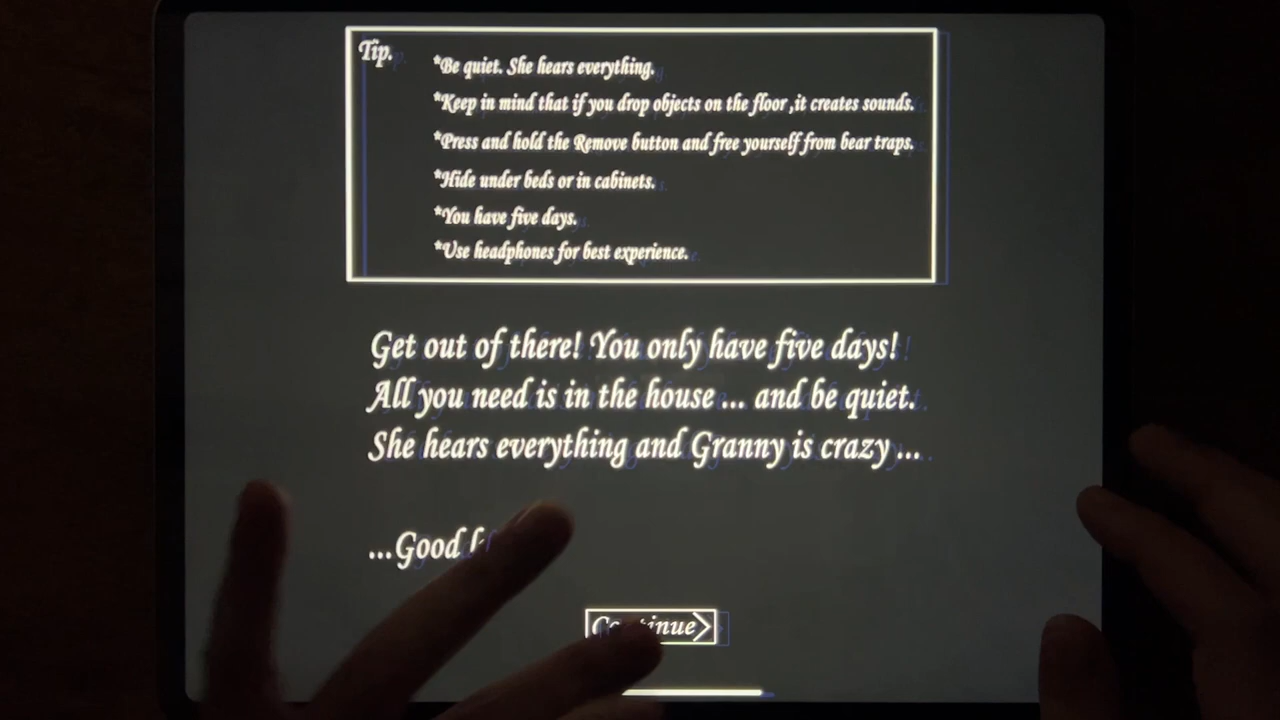 Tip.
*Be quiet. She hears everything.
*Keep in mind that if you drop objects on the floor ,it creates sounds.
*Press and hold the Remove button and free yourself from bear traps.
*Hide under beds or in cabinets.
*You have five days.
*Use headphones for best experience.
Get out of there! You only have five days!
All you need is in the house ... and be quiet.
She hears everything and Granny is crazy ...
...Good
Continue>